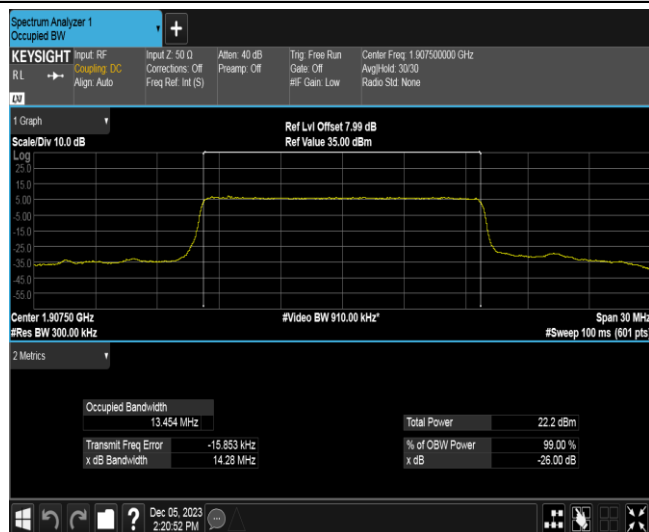 Spectrum Analyzer 1
Occupied BW
+
KEYSIGHT Input: RF Input Z: 50 Ω Atten: 40 dB Trig: Free Run Center Freq: 1.907500000 GHz
RL Coupling: DC Corrections: Off Preamp: Off Gate: Off Avg|Hold: 30/30
Align: Auto Freq Ref: Int (S) #IF Gain: Low Radio Std: None
LXI
1 Graph
Ref Lvl Offset 7.99 dB
Scale/Div 10.0 dB Ref Value 35.00 dBm
Log
25.0
15.0
5.00
-5.00
-15.0
-25.0
-35.0
-45.0
-55.0
Center 1.90750 GHz #Video BW 910.00 kHz* Span 30 MHz
#Res BW 300.00 kHz #Sweep 100 ms (601 pts)
2 Metrics
Occupied Bandwidth
13.454 MHz Total Power 22.2 dBm
Transmit Freq Error -15.853 kHz % of OBW Power 99.00 %
x dB Bandwidth 14.28 MHz x dB -26.00 dB
?
Dec 05, 2023
2:20:52 PM